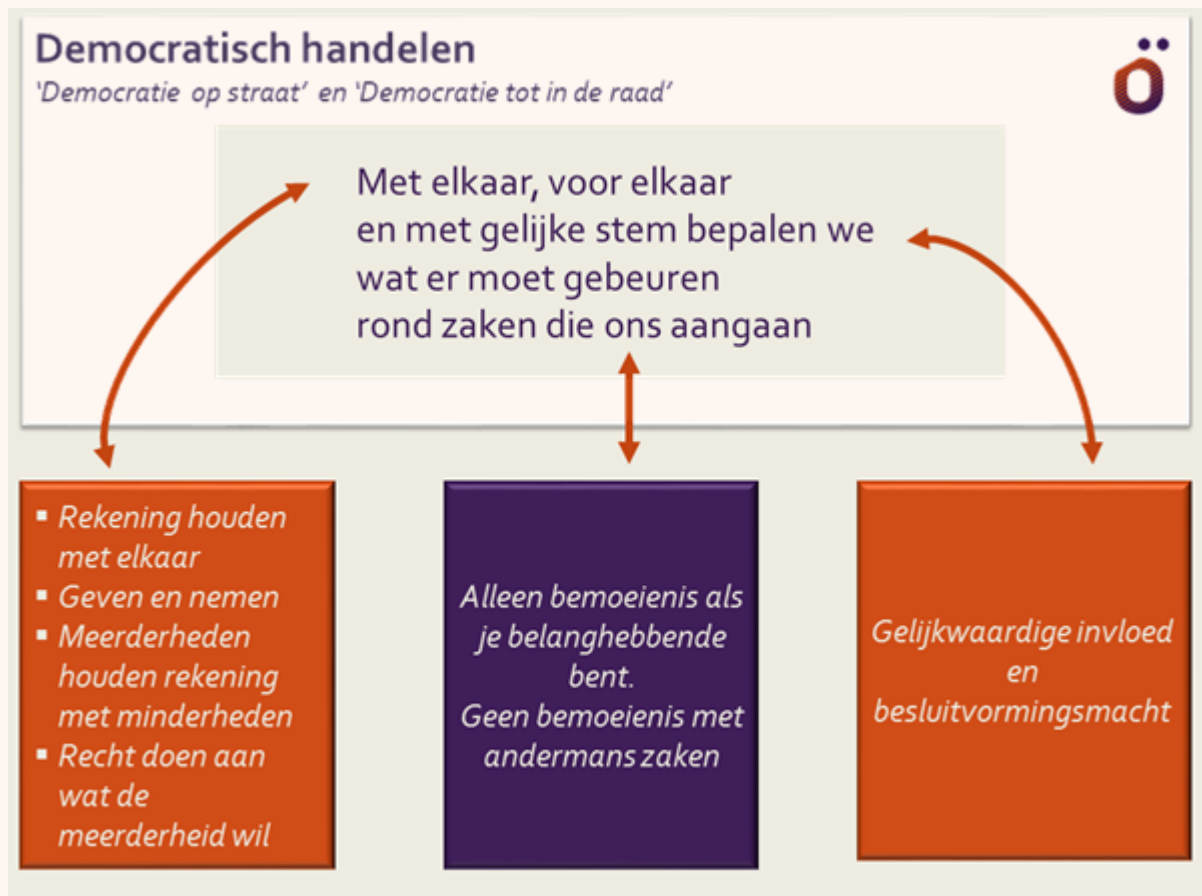 Democratisch handelen
'Democratie op straat' en 'Democratie tot in de raad'
ö
Met elkaar, voor elkaar
en met gelijke stem bepalen we
wat er moet gebeuren
rond zaken die ons aangaan
▪ Rekening houden
met elkaar
▪ Geven en nemen
▪ Meerderheden
houden rekening
met minderheden
▪ Recht doen aan
wat de
meerderheid wil
Alleen bemoeienis als
je belanghebbende
bent.
Geen bemoeienis met
andermans zaken
Gelijkwaardige invloed
en
besluitvormingsmacht